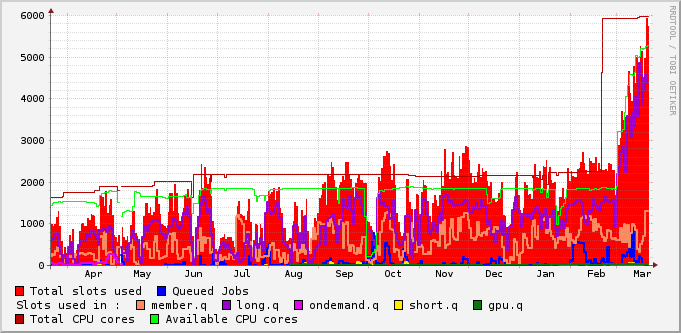 6000
5000
4000
3000
2000
1000
0
Apr May Jun Jul Aug Sep Oct Nov Dec Jan Feb Mar
RRDTOOL / TOBI OETIKER
Total slots used Queued Jobs
Slots used in : member.q long.q ondemand.q short.q gpu.q
Total CPU cores Available CPU cores